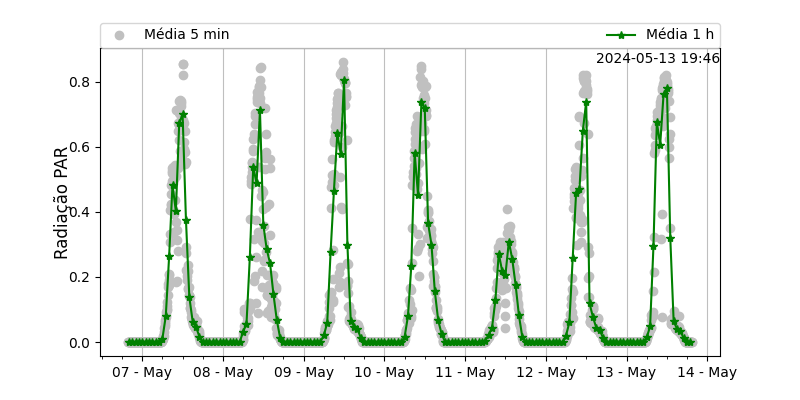 Média 5 min
Média 1 h
2024-05-13 19:46
Radiação PAR
0.8
0.6
0.4
0.2
0.0
07 - May
08 - May
09 - May
10 - May
11 - May
12 - May
13 - May
14 - May